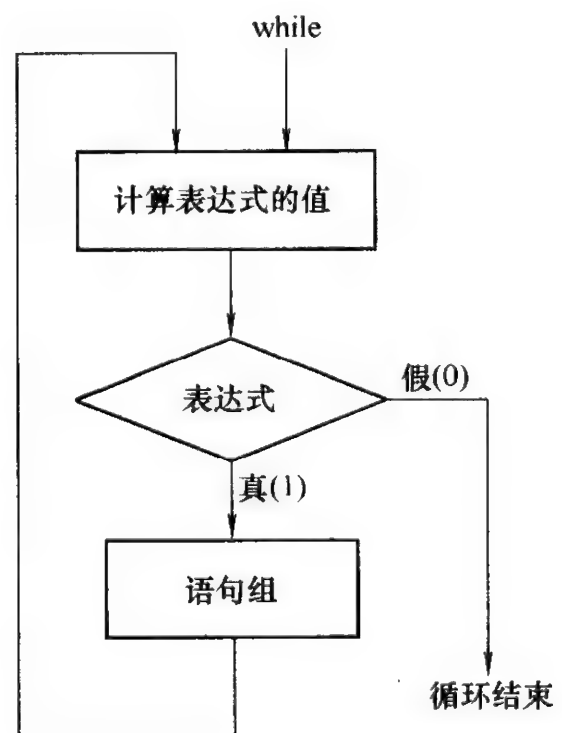 while
计算表达式的值
表达式
假(0)
真(1)
语句组
循环结束